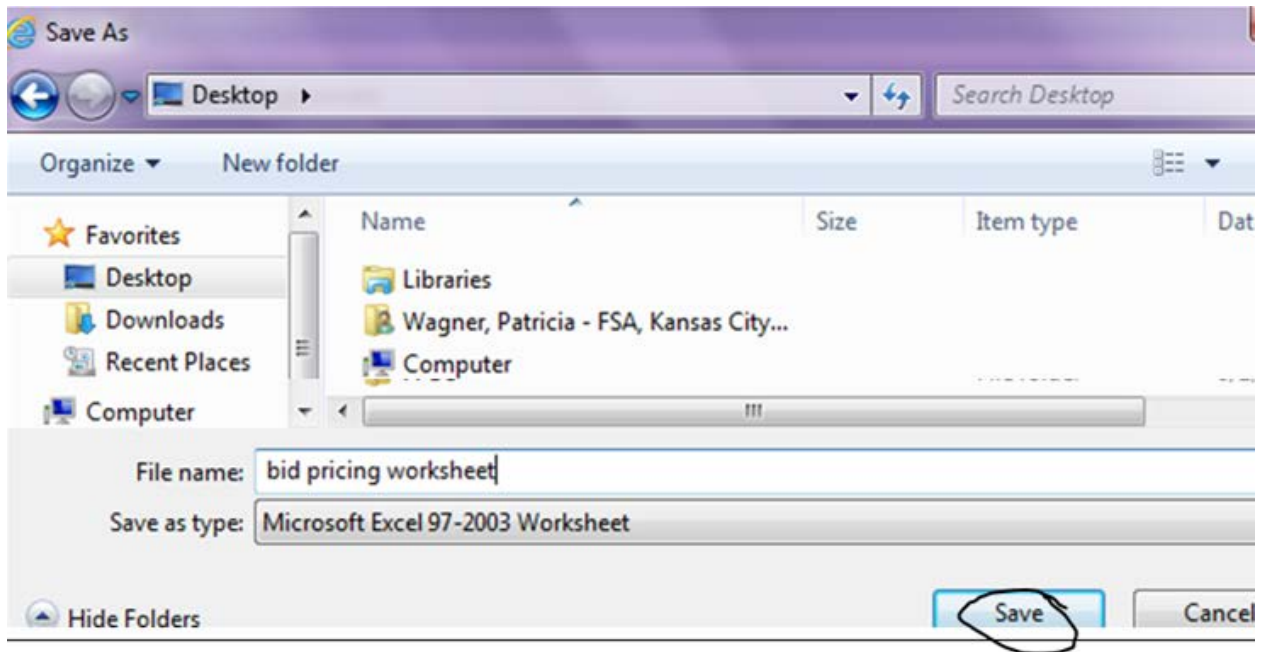 Save As
Desktop
Search Desktop
Organize New folder
Name Size Item type Dat
Favorites
Desktop
Downloads
Recent Places
Computer
Libraries
Wagner, Patricia - FSA, Kansas City...
Computer
File name: bid pricing worksheet
Save as type: Microsoft Excel 97-2003 Worksheet
Hide Folders Save Cancel